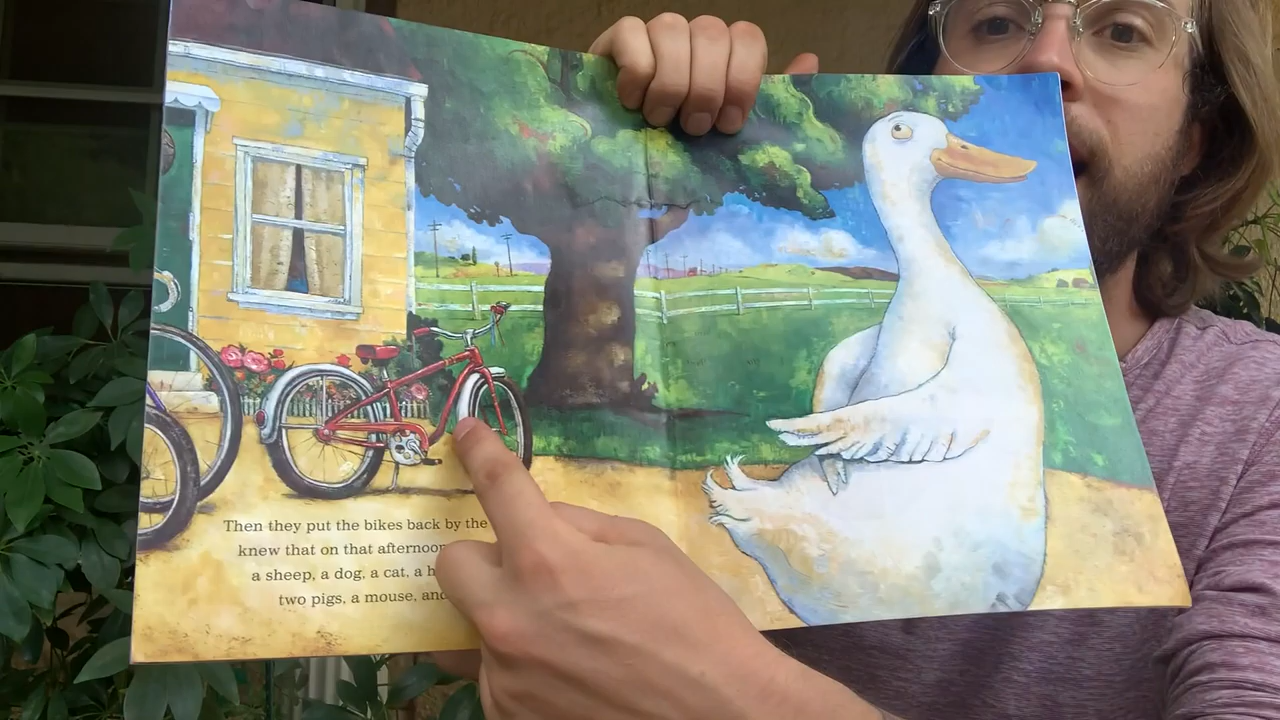 Then they put the bikes back by the
knew that on that afternoon
a sheep, a dog, a cat, a
two pigs, a mouse, and